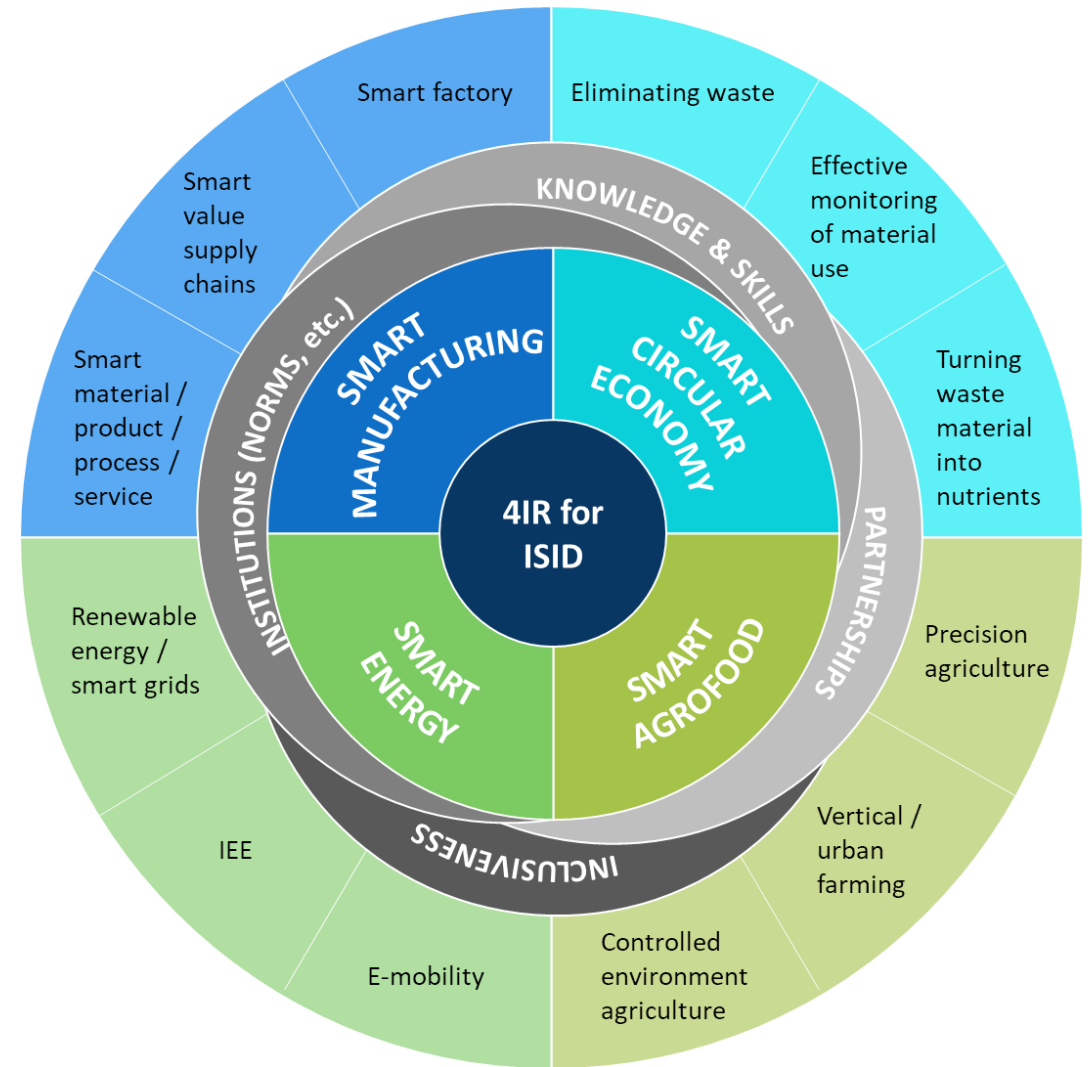 Smart factory
Eliminating waste
Smart
value
supply
chains
Effective
monitoring
of material
use
Smart
material /
product /
process /
service
Turning
waste
material
into
nutrients
KNOWLEDGE & SKILLS
INSTITUTIONS (NORMS, etc.)
PARTNERSHIPS
INCLUSIVENESS
SMART
MANUFACTURING
SMART
CIRCULAR
ECONOMY
4IR for
ISID
SMART
ENERGY
SMART
AGROFOOD
Renewable
energy /
smart grids
Precision
agriculture
IEE
Vertical /
urban
farming
E-mobility
Controlled
environment
agriculture